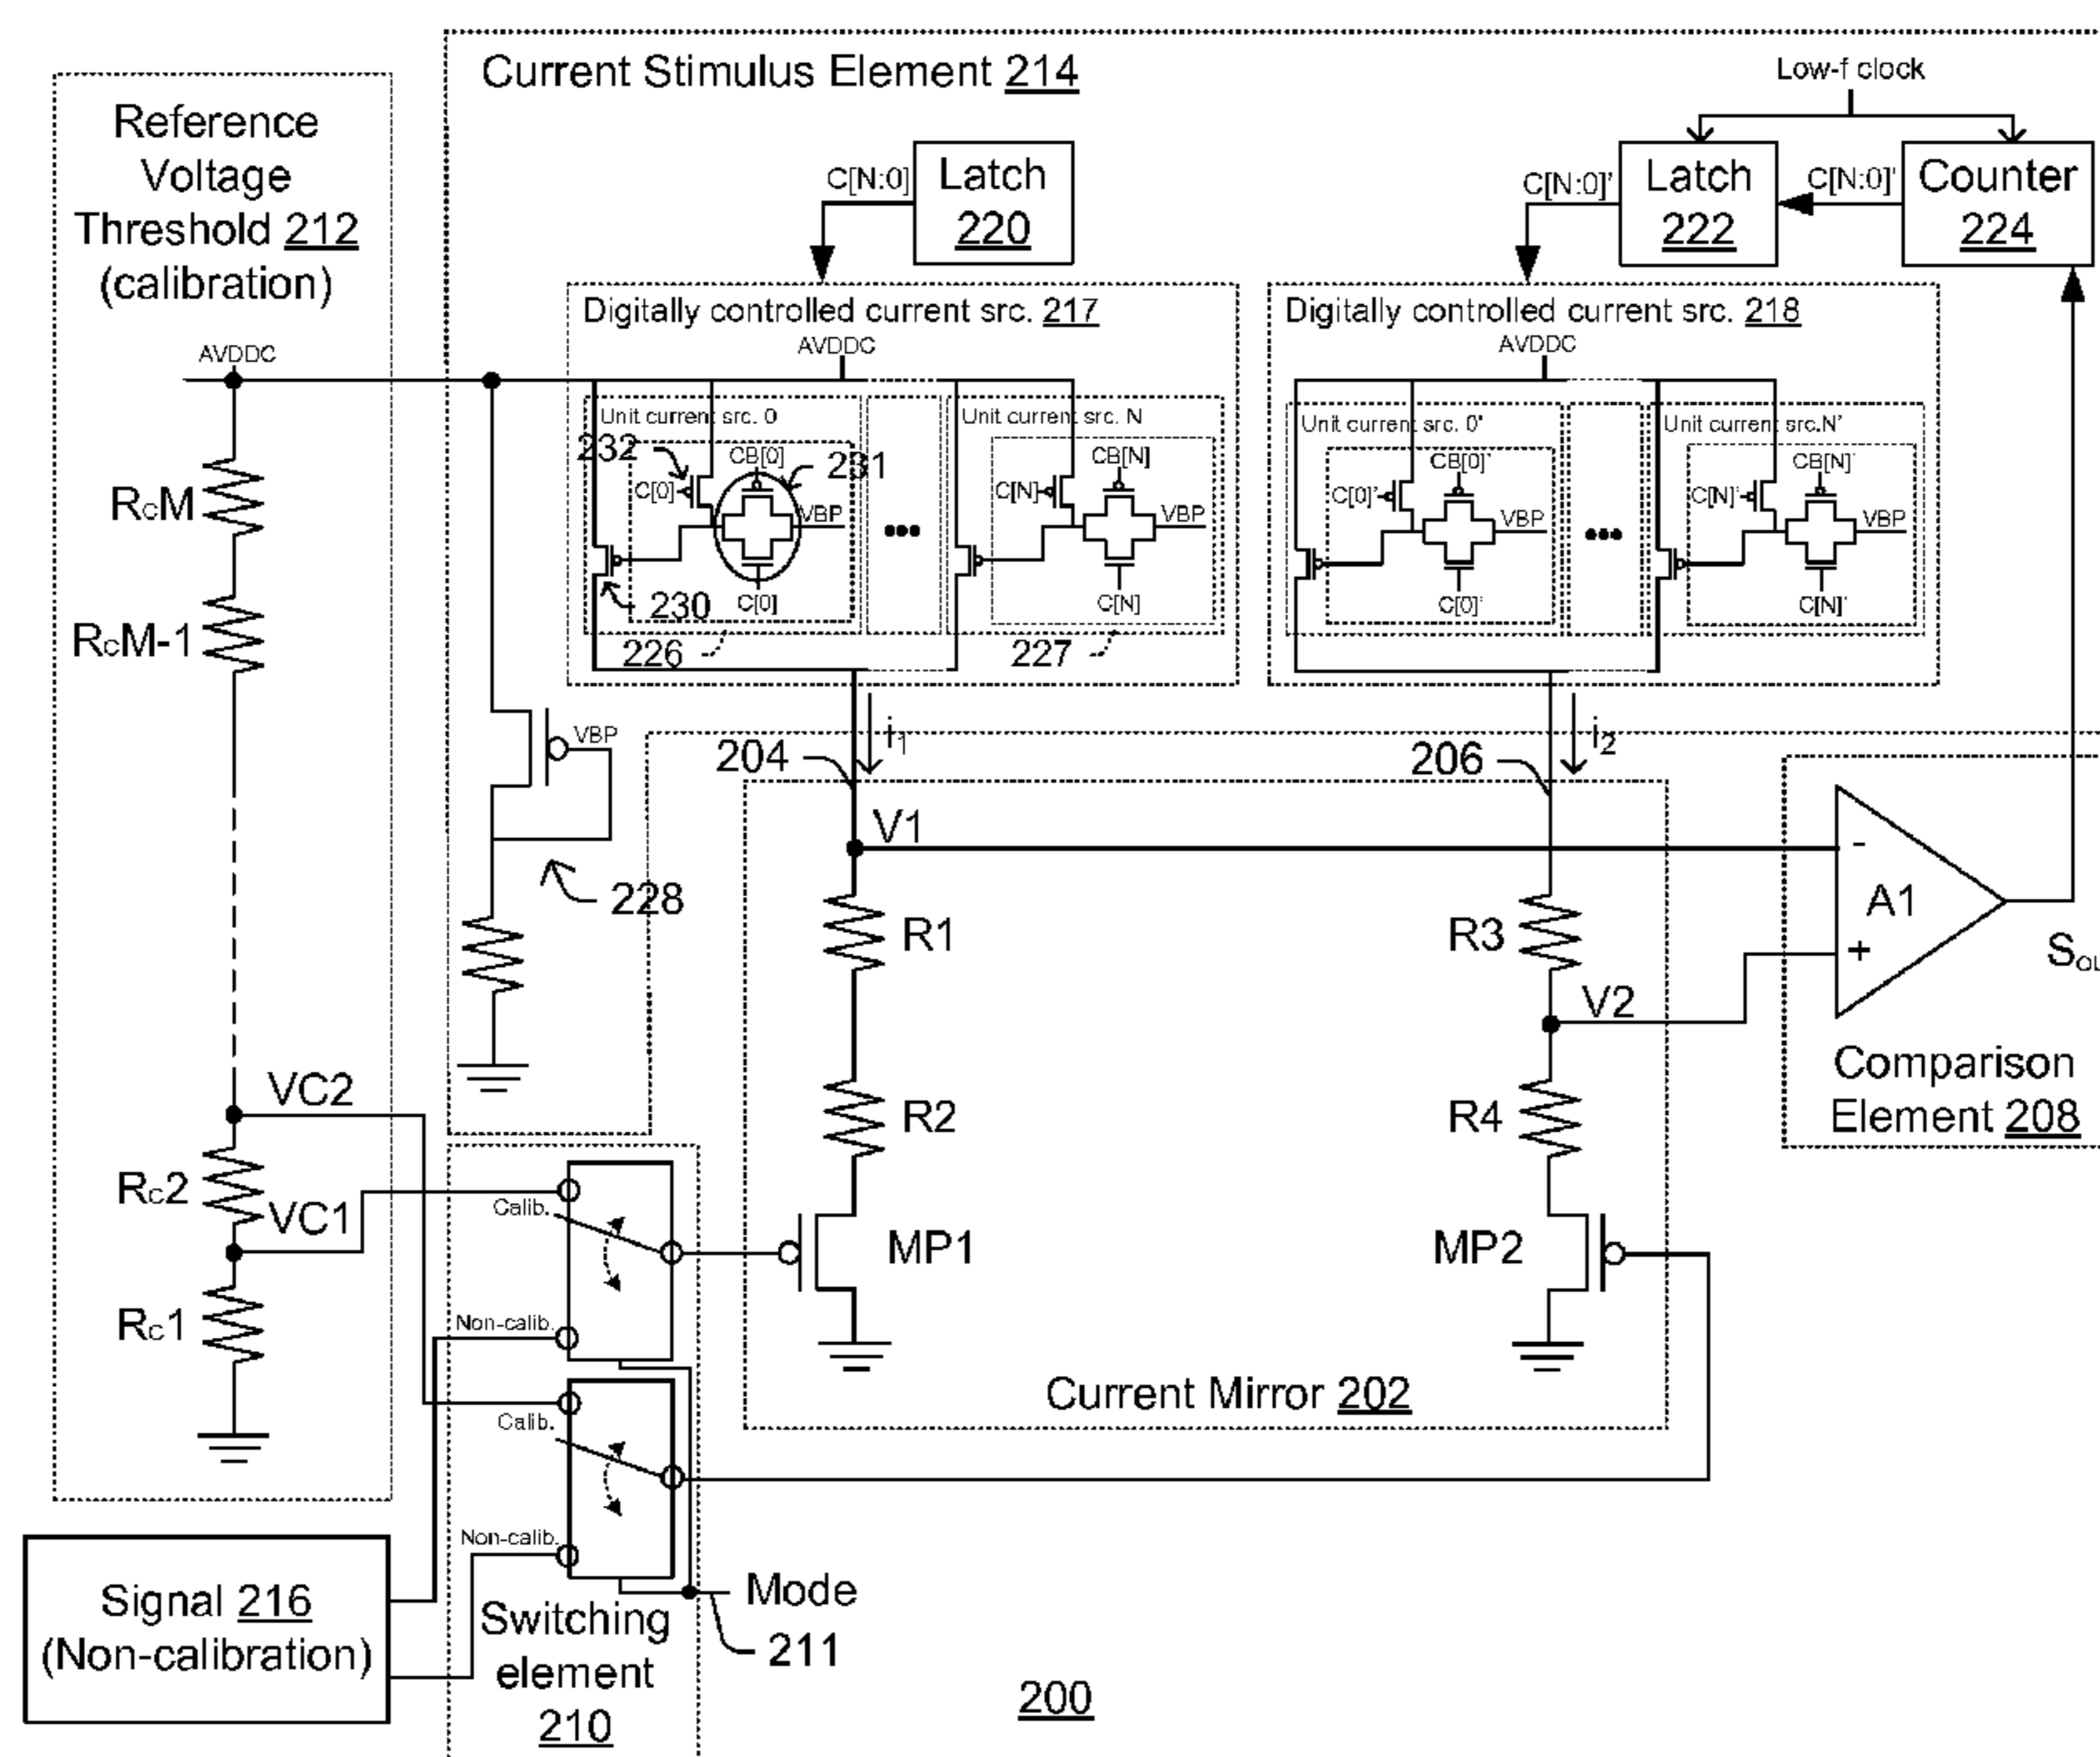 Current Stimulus Element 214
Low-f clock
Reference
Voltage
Threshold 212
(calibration)
C[N:0]
Latch
220
C[N:0]'
Latch
222
C[N:0]'
Counter
224
Digitally controlled current src. 217
AVDDC
Digitally controlled current src. 218
AVDDC
AVDDC
Unit current src. 0
Unit current src. N
Unit current src. 0'
Unit current src.N'
232
CB[0]
231
C[0]
VBP
230
C[0]
226
CB[N]
C[N]
VBP
C[N]
227
CB[0]'
C[0]'
VBP
C[0]'
CB[N]'
C[N]'
VBP
C[N]'
RCM
RCM-1
VBP
228
204
i1
206
i2
V1
R1
R3
V2
-
A1
+
SOU
Comparison
Element 208
R2
R4
VC2
RC2
VC1
RC1
Calib.
Non-calib.
MP1
MP2
Current Mirror 202
Calib.
Non-calib.
Signal 216
(Non-calibration)
Mode
211
Switching
element
210
200